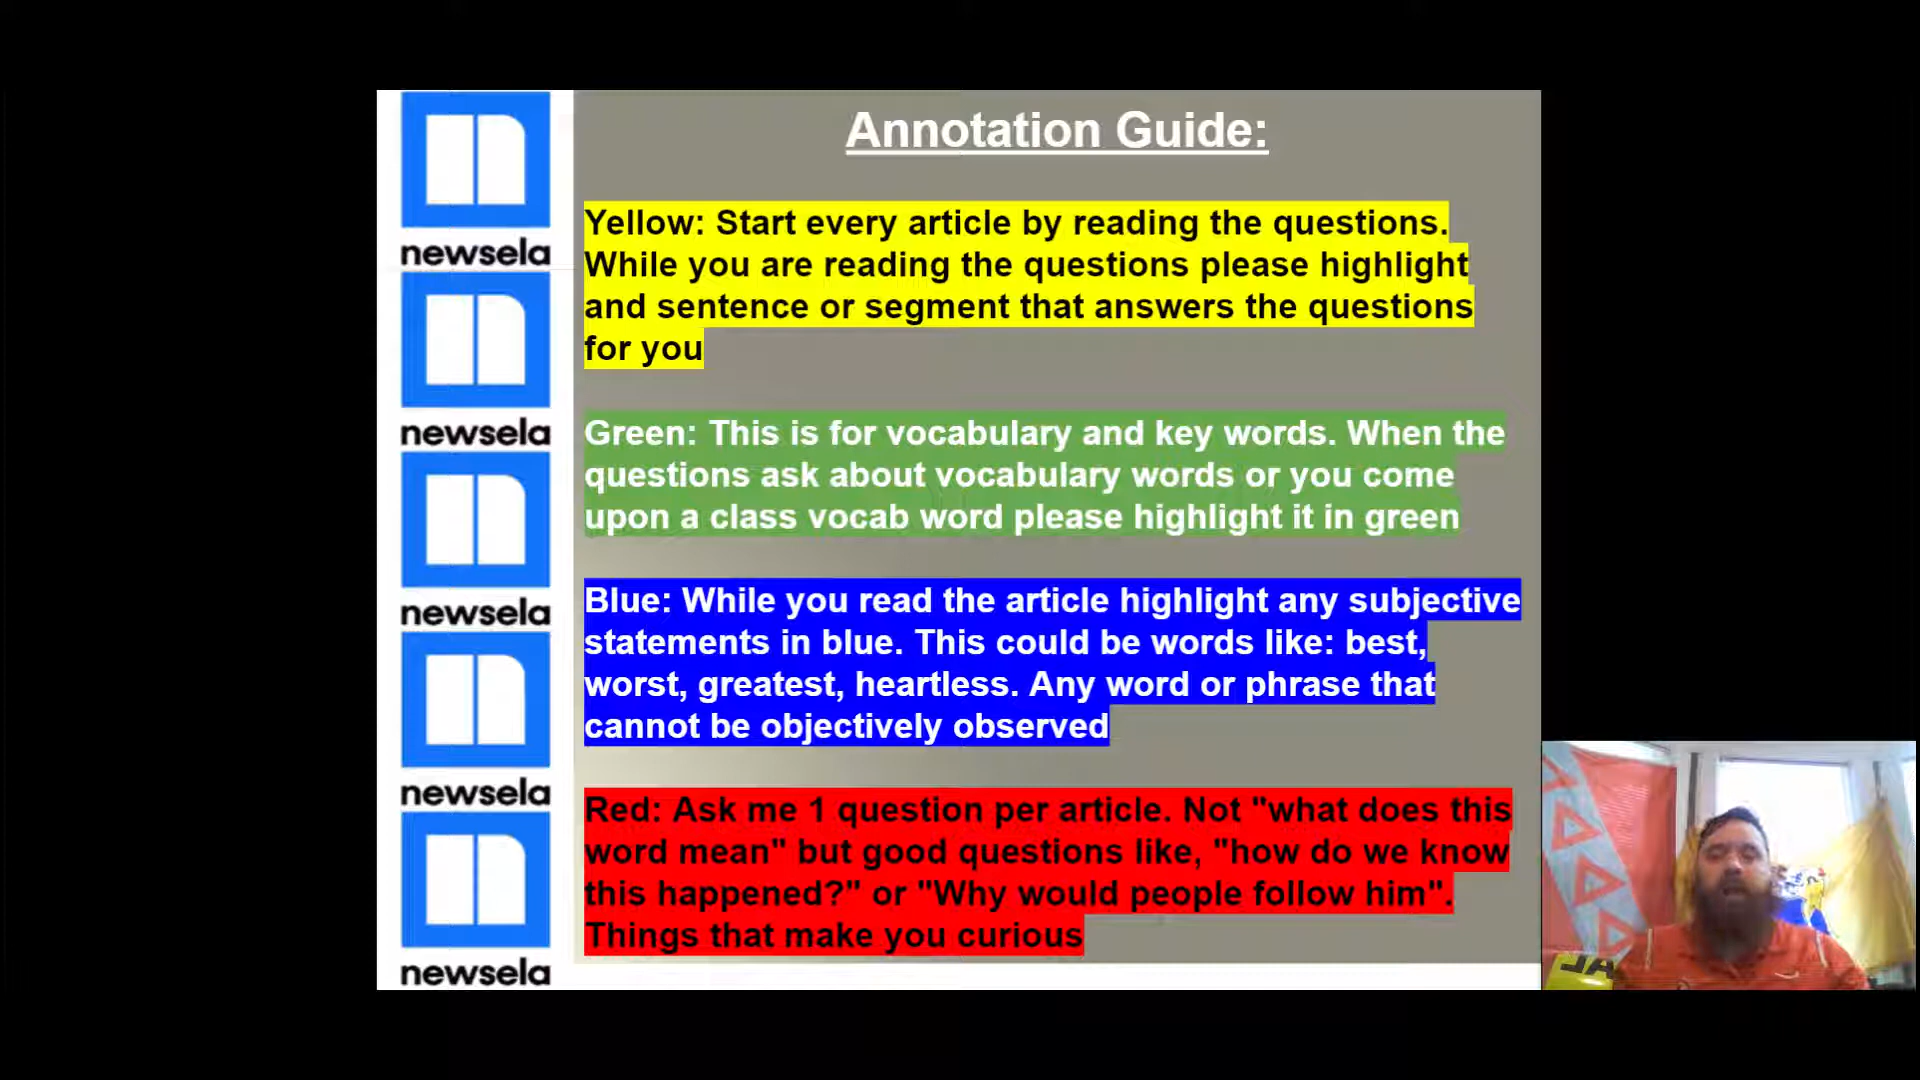 Annotation Guide:
Yellow: Start every article by reading the questions.
While you are reading the questions please highlight
and sentence or segment that answers the questions
for you
Green: This is for vocabulary and key words. When the
questions ask about vocabulary words or you come
upon a class vocab word please highlight it in green
Blue: While you read the article highlight any subjective
statements in blue. This could be words like: best,
worst, greatest, heartless. Any word or phrase that
cannot be objectively observed
Red: Ask me 1 question per article. Not "what does this
word mean" but good questions like, "how do we know
this happened?" or "Why would people follow him".
Things that make you curious
newsela
newsela
newsela
newsela
newsela